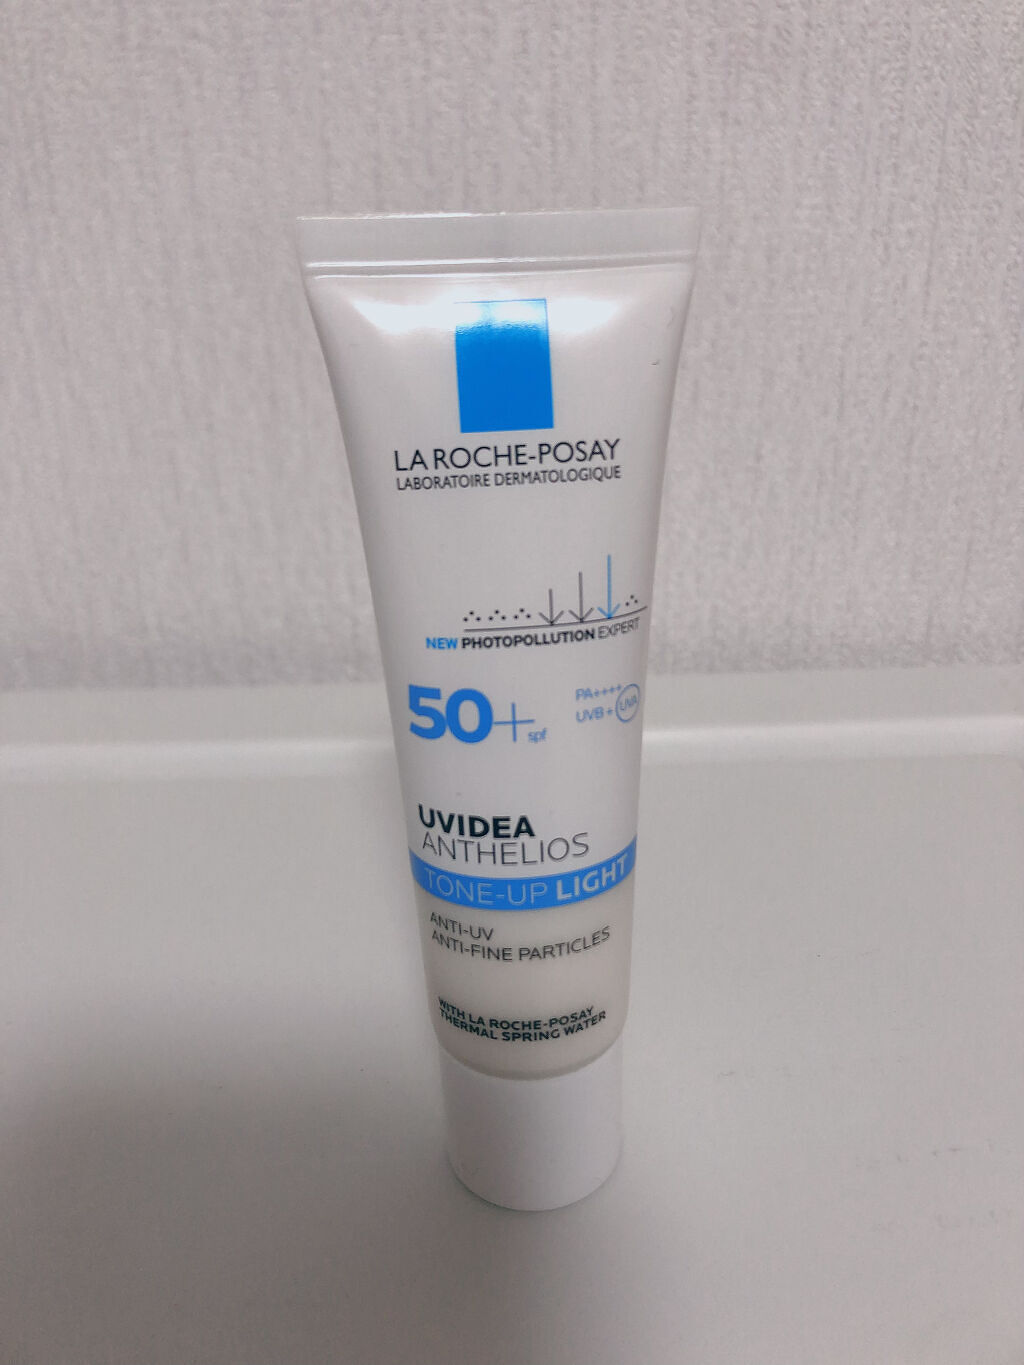 LA ROCHE-POSAY
LABORATOIRE DERMATOLOGIQUE
NEW PHOTOPOLLUTION EXPERT
50+ spf
PA++++
UVB+ UVA
UVIDEA
ANTHELIOS
TONE-UP LIGHT
ANTI-UV
ANTI-FINE PARTICLES
WITH LA ROCHE-POSAY
THERMAL SPRING WATER